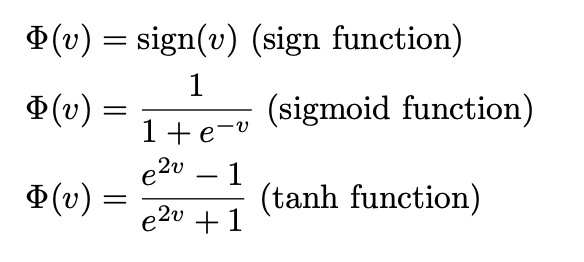 Φ(v) = sign(v) (sign function)
Φ(v) = 1 / (1 + e^{−v}) (sigmoid function)
Φ(v) = (e^{2v} − 1) / (e^{2v} + 1) (tanh function)